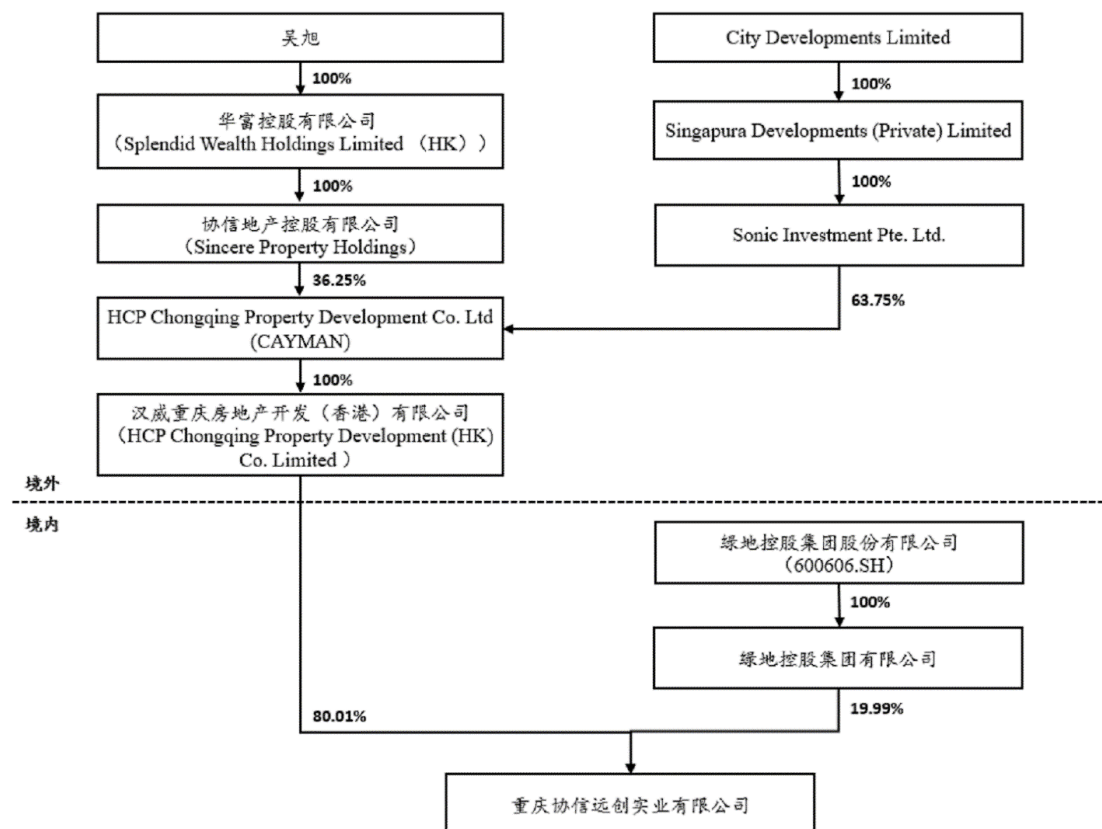 吴旭
100%
华富控股有限公司
（Splendid Wealth Holdings Limited （HK））
100%
协信地产控股有限公司
（Sincere Property Holdings）
36.25%
HCP Chongqing Property Development Co. Ltd
(CAYMAN)
100%
汉威重庆房地产开发（香港）有限公司
（HCP Chongqing Property Development (HK)
Co. Limited ）
City Developments Limited
100%
Singapura Developments (Private) Limited
100%
Sonic Investment Pte. Ltd.
63.75%
境外
境内
绿地控股集团股份有限公司
（600606.SH）
100%
绿地控股集团有限公司
80.01%
19.99%
重庆协信远创实业有限公司